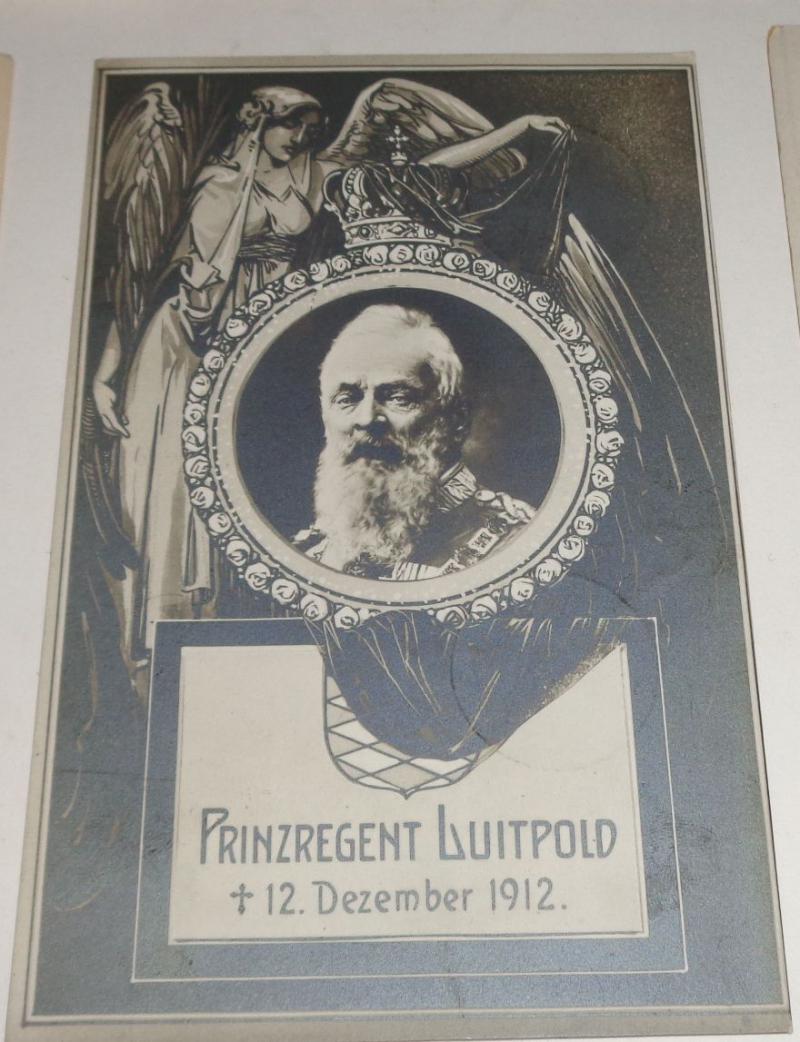 PRINZREGENT LUITPOLD
✝ 12. Dezember 1912.